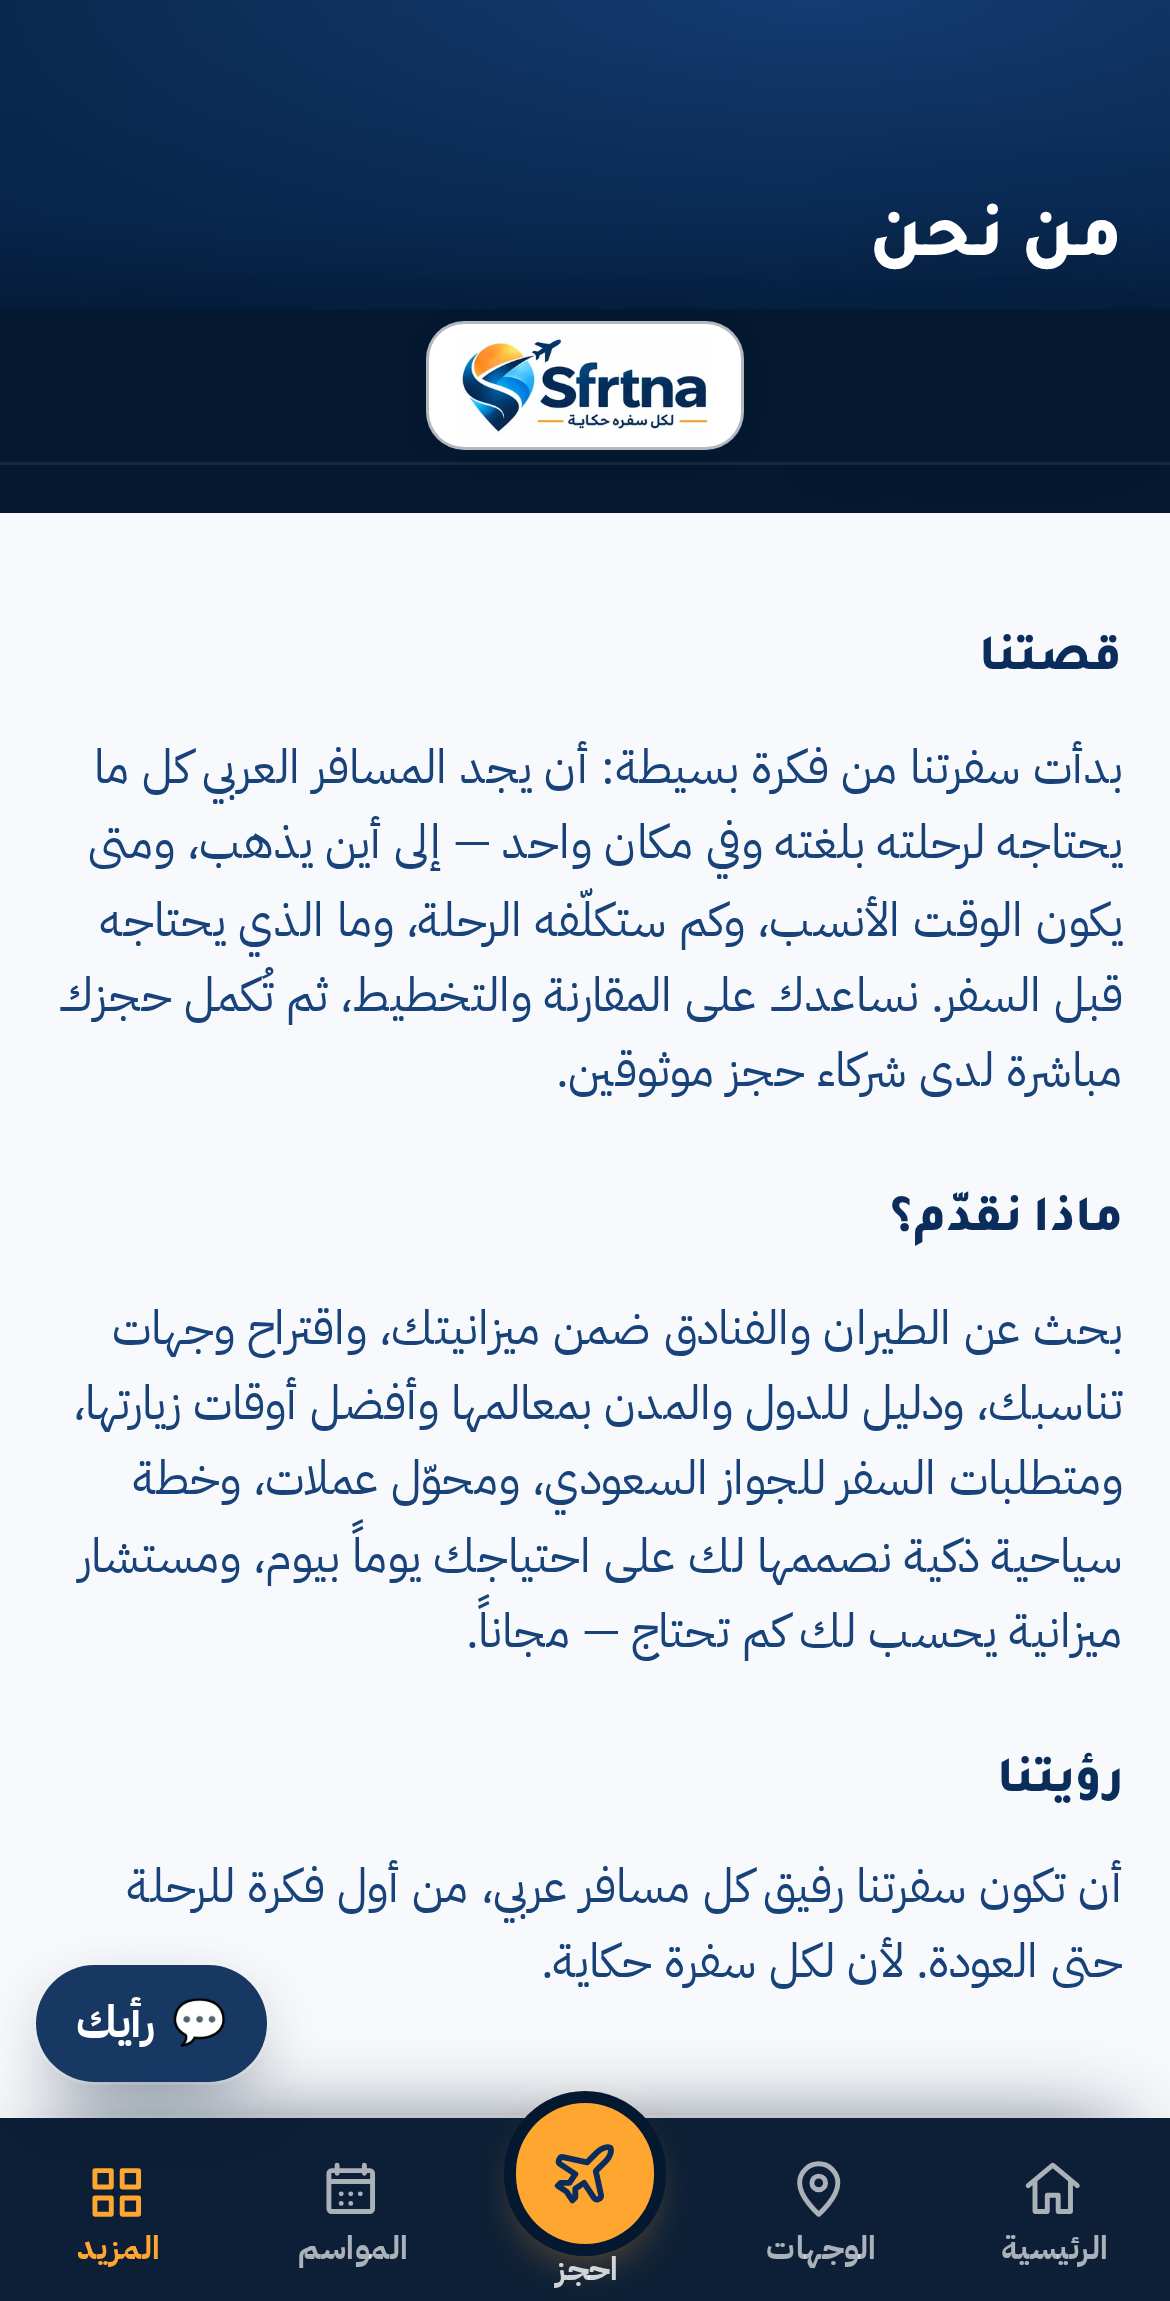 من نحن
Sfrtna
لكل سفره حكاية
قصتنا
بدأت سفرتنا من فكرة بسيطة: أن يجد المسافر العربي كل ما
يحتاجه لرحلته بلغته وفي مكان واحد — إلى أين يذهب، ومتى
يكون الوقت الأنسب، وكم ستكلّفه الرحلة، وما الذي يحتاجه
قبل السفر. نساعدك على المقارنة والتخطيط، ثم تُكمل حجزك
مباشرة لدى شركاء حجز موثوقين.
ماذا نقدّم؟
بحث عن الطيران والفنادق ضمن ميزانيتك، واقتراح وجهات
تناسبك، ودليل للدول والمدن بمعالمها وأفضل أوقات زيارتها،
ومتطلبات السفر للجواز السعودي، ومحوّل عملات، وخطة
سياحية ذكية نصممها لك على احتياجك يوماً بيوم، ومستشار
ميزانية يحسب لك كم تحتاج — مجاناً.
رؤيتنا
أن تكون سفرتنا رفيق كل مسافر عربي، من أول فكرة للرحلة
حتى العودة. لأن لكل سفرة حكاية.
💬 رأيك
الرئيسية
الوجهات
احجز
المواسم
المزيد